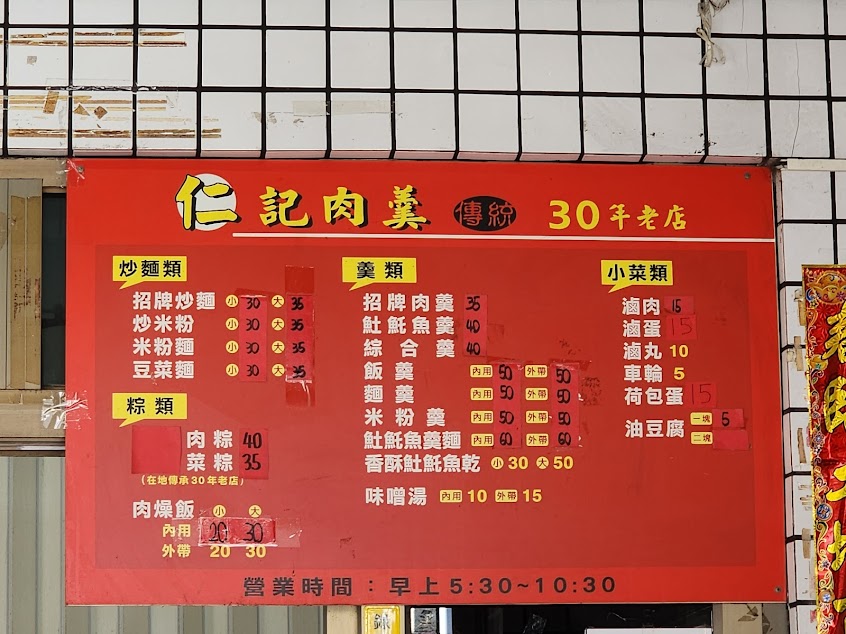 仁記肉羹 傳統 30年老店
炒麵類
招牌炒麵 小 30 大 35
炒米粉 小 30 大 35
米粉麵 小 30 大 35
豆菜麵 小 30 大 35
粽類
肉粽 40
菜粽 35
(在地傳承30年老店)
肉燥飯 小 大
內用 20 30
外帶 20 30
羹類
招牌肉羹 35
魠魠魚羹 40
綜合羹 40
飯羹 內用 50 外帶 50
麵羹 內用 50 外帶 50
米粉羹 內用 50 外帶 50
魠魠魚羹麵 內用 60 外帶 60
香酥魠魠魚乾 小 30 大 50
味噌湯 內用 10 外帶 15
小菜類
滷肉 15
滷蛋 15
滷丸 10
車輪 5
荷包蛋 15
油豆腐 一塊 5
二塊
營業時間：早上5:30~10:30